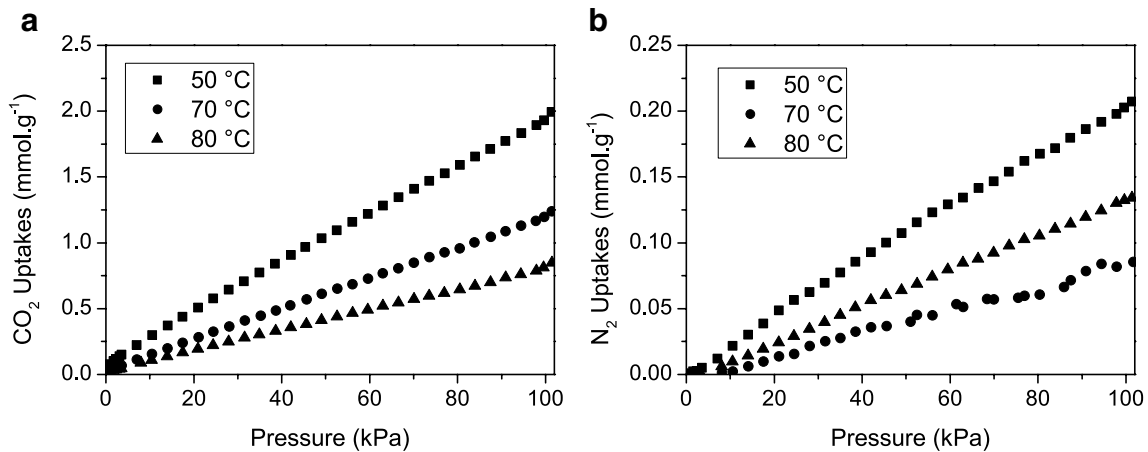 a
CO₂ Uptakes (mmol.g⁻¹)
2.5
2.0
1.5
1.0
0.5
0.0
50 °C
70 °C
80 °C
0
20
40
60
80
100
Pressure (kPa)
b
N₂ Uptakes (mmol.g⁻¹)
0.25
0.20
0.15
0.10
0.05
0.00
50 °C
70 °C
80 °C
0
20
40
60
80
100
Pressure (kPa)